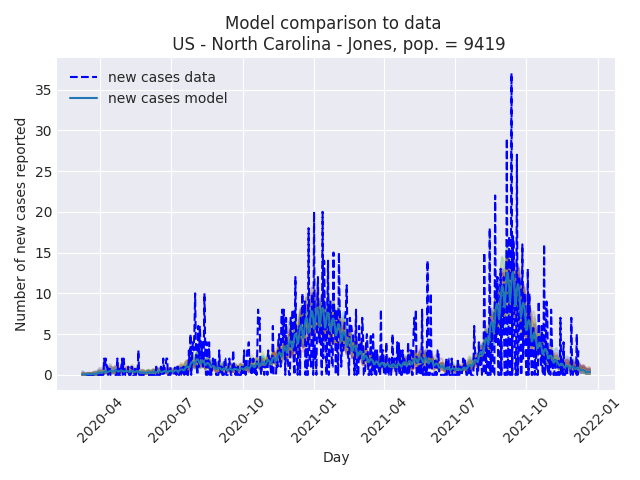 Model comparison to data
US - North Carolina - Jones, pop. = 9419
new cases data
new cases model
Number of new cases reported
35
30
25
20
15
10
5
0
2020-04
2020-07
2020-10
2021-01
2021-04
2021-07
2021-10
2022-01
Day